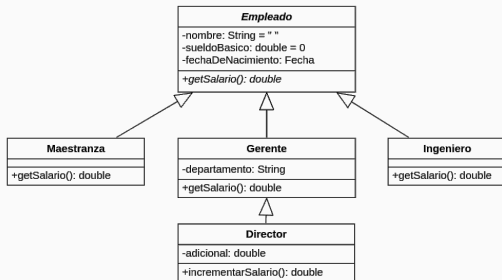 Empleado
-nombre: String = " "
-sueldoBasico: double = 0
-fechaDeNacimiento: Fecha
+getSalario(): double
Maestranza
+getSalario(): double
Gerente
-departamento: String
+getSalario(): double
Ingeniero
+getSalario(): double
Director
-adicional: double
+incrementarSalario(): double